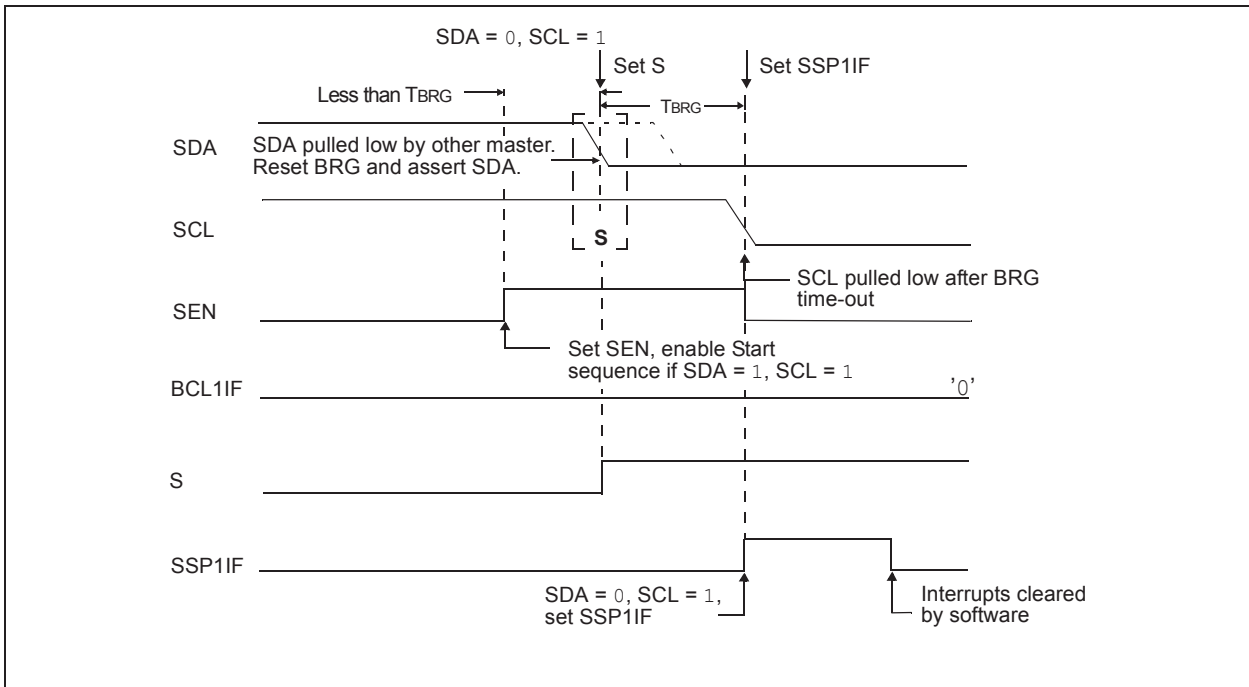 SDA = 0, SCL = 1
Set S
Set SSP1IF
Less than TBRG
TBRG
SDA
SDA pulled low by other master.
Reset BRG and assert SDA.
SCL
S
SCL pulled low after BRG
time-out
SEN
Set SEN, enable Start
sequence if SDA = 1, SCL = 1
BCL1IF
'0'
S
SSP1IF
SDA = 0, SCL = 1,
set SSP1IF
Interrupts cleared
by software